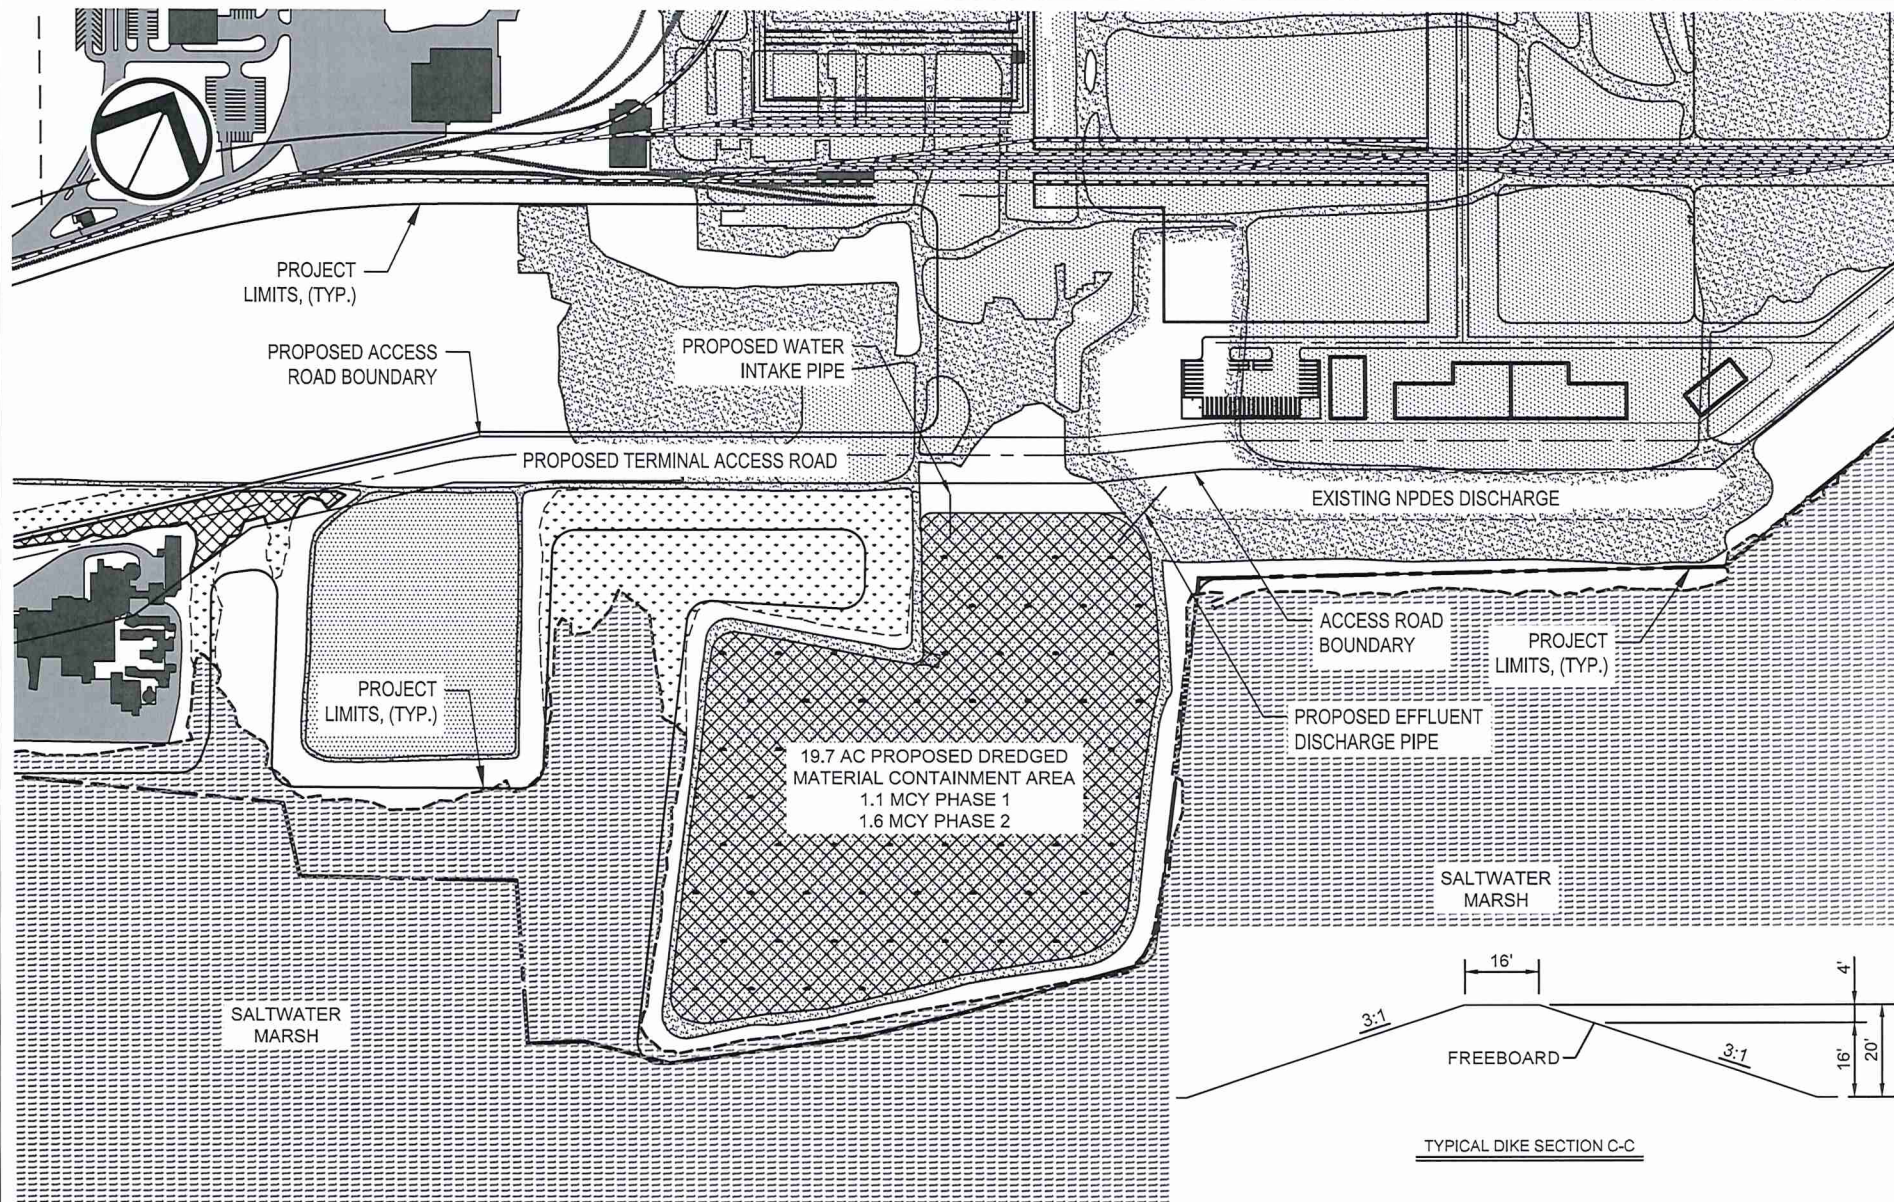 PROJECT
LIMITS, (TYP.)
PROPOSED ACCESS
ROAD BOUNDARY
PROPOSED WATER
INTAKE PIPE
PROPOSED TERMINAL ACCESS ROAD
EXISTING NPDES DISCHARGE
ACCESS ROAD
BOUNDARY
PROJECT
LIMITS, (TYP.)
PROJECT
LIMITS, (TYP.)
PROPOSED EFFLUENT
DISCHARGE PIPE
19.7 AC PROPOSED DREDGED
MATERIAL CONTAINMENT AREA
1.1 MCY PHASE 1
1.6 MCY PHASE 2
SALTWATER
MARSH
SALTWATER
MARSH
16'
4'
3:1
FREEBOARD
3:1
16'
20'
TYPICAL DIKE SECTION C-C